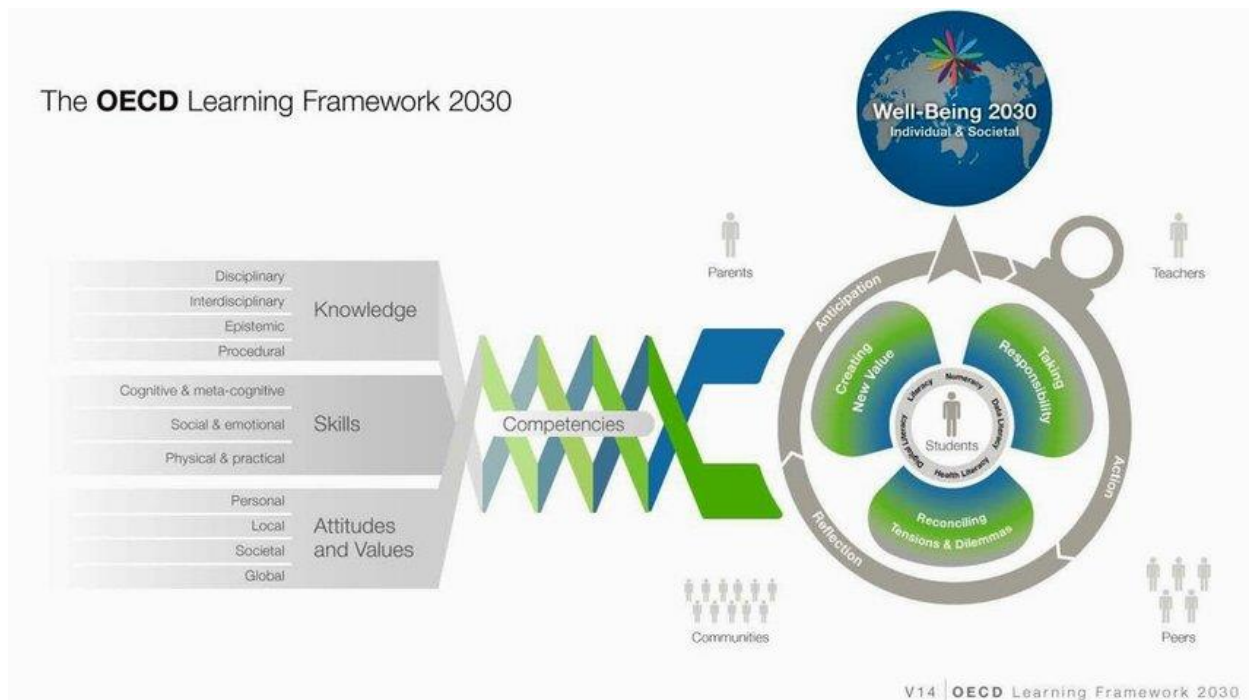 The OECD Learning Framework 2030
Well-Being 2030
Individual & Societal
Disciplinary
Interdisciplinary
Epistemic
Procedural
Knowledge
Cognitive & meta-cognitive
Social & emotional
Physical & practical
Skills
Personal
Local
Societal
Global
Attitudes
and Values
Competencies
Parents
Teachers
Anticipation
Action
Reflection
Creating
New Value
Taking
Responsibility
Reconciling
Tensions & Dilemmas
Literacy
Numeracy
Data Literacy
Health Literacy
Digital Literacy
Students
Communities
Peers
V14 | OECD Learning Framework 2030